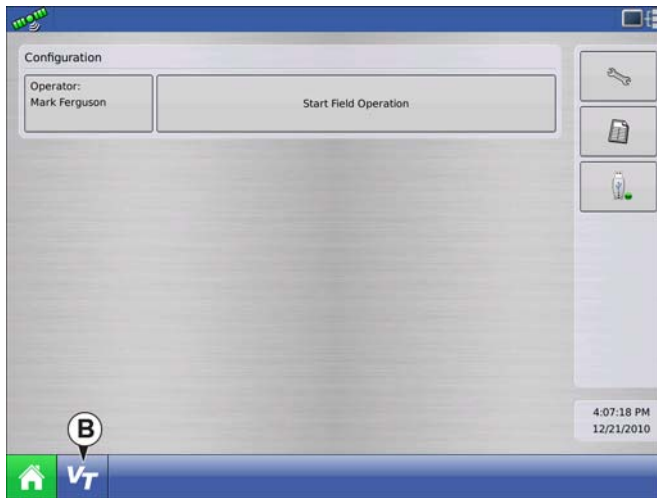 Configuration
Operator:
Mark Ferguson
Start Field Operation
4:07:18 PM
12/21/2010
B
VT